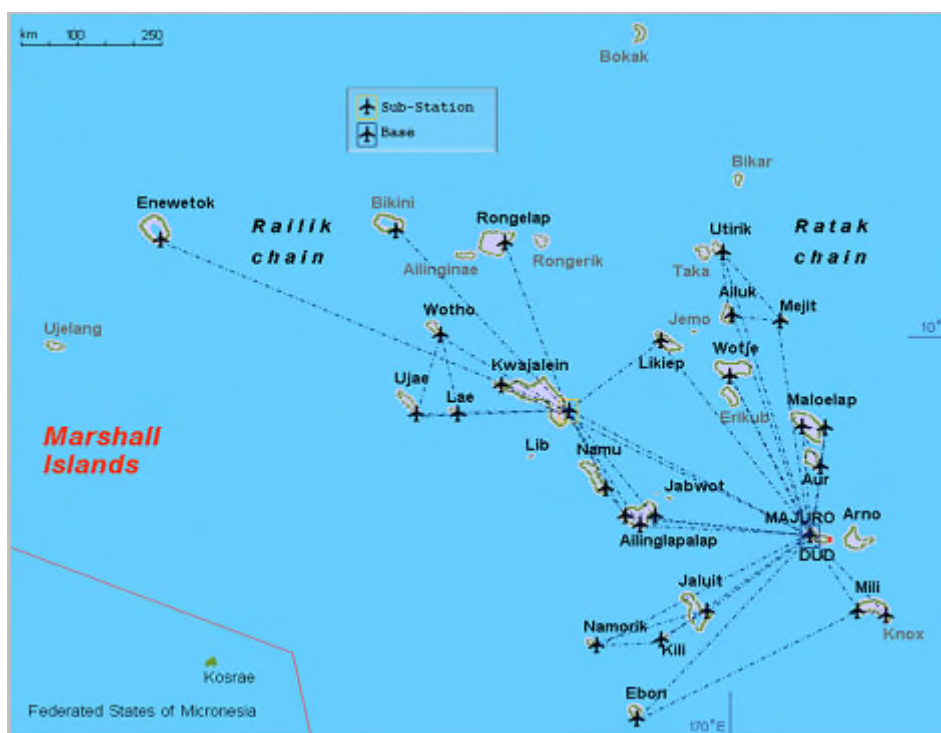 km 100 250
Bokak
Sub-Station
Base
Bikar
Enewetok
Railik
chain
Bikini
Rongelap
Utirik
Ratak
chain
Ailinginae
Rongerik
Taka
Ailuk
Mejit
Wotho
Jemo
Ujelang
10°
Kwajalein
Likiep
Wotje
Ujae
Lae
Erikub
Maloelap
Marshall
Islands
Lib
Namu
Aur
Jabwot
MAJURO
Arno
Ailinglapalap
DUD
Jaluit
Mili
Namorik
Kili
Knox
Kosrae
Ebon
Federated States of Micronesia
170°E